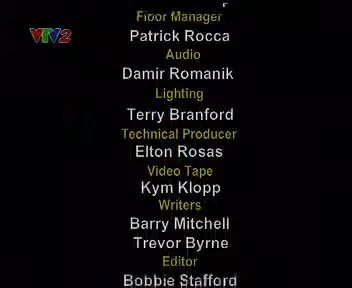 Floor Manager
VTV2
Patrick Rocca
Audio
Damir Romanik
Lighting
Terry Branford
Technical Producer
Elton Rosas
Video Tape
Kym Klopp
Writers
Barry Mitchell
Trevor Byrne
Editor
Bobbie Stafford